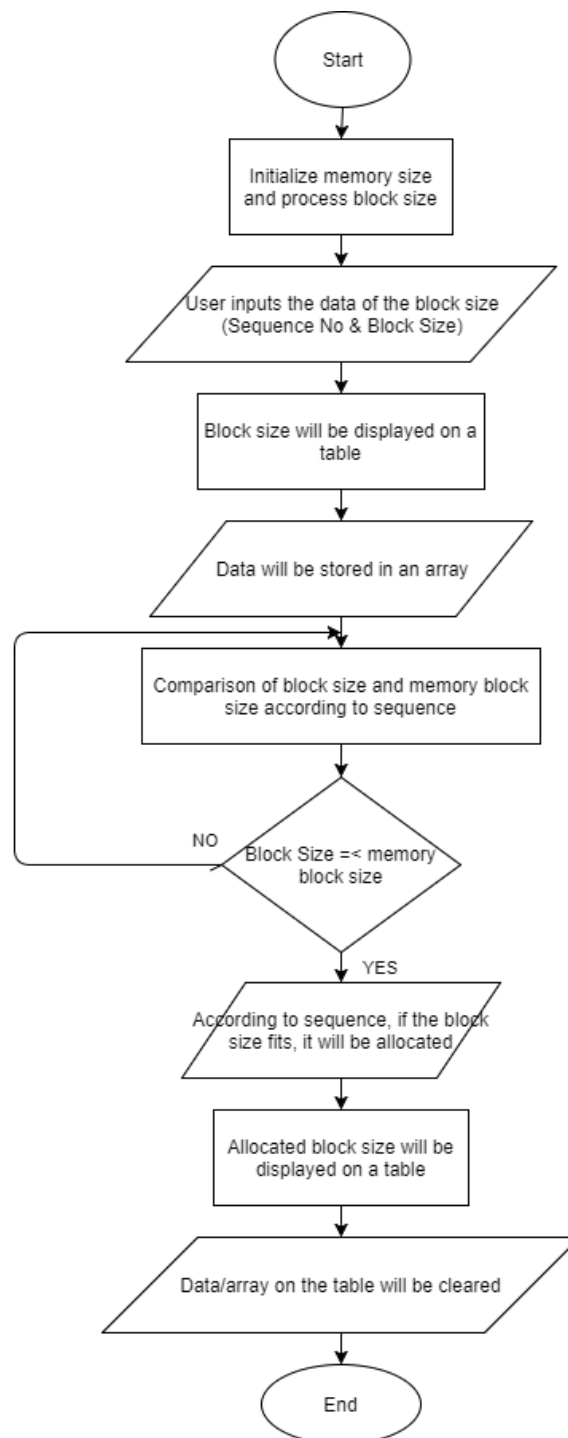 Start
Initialize memory size
and process block size
User inputs the data of the block size
(Sequence No & Block Size)
Block size will be displayed on a
table
Data will be stored in an array
Comparison of block size and memory block
size according to sequence
NO
Block Size =< memory
block size
YES
According to sequence, if the block
size fits, it will be allocated
Allocated block size will be
displayed on a table
Data/array on the table will be cleared
End